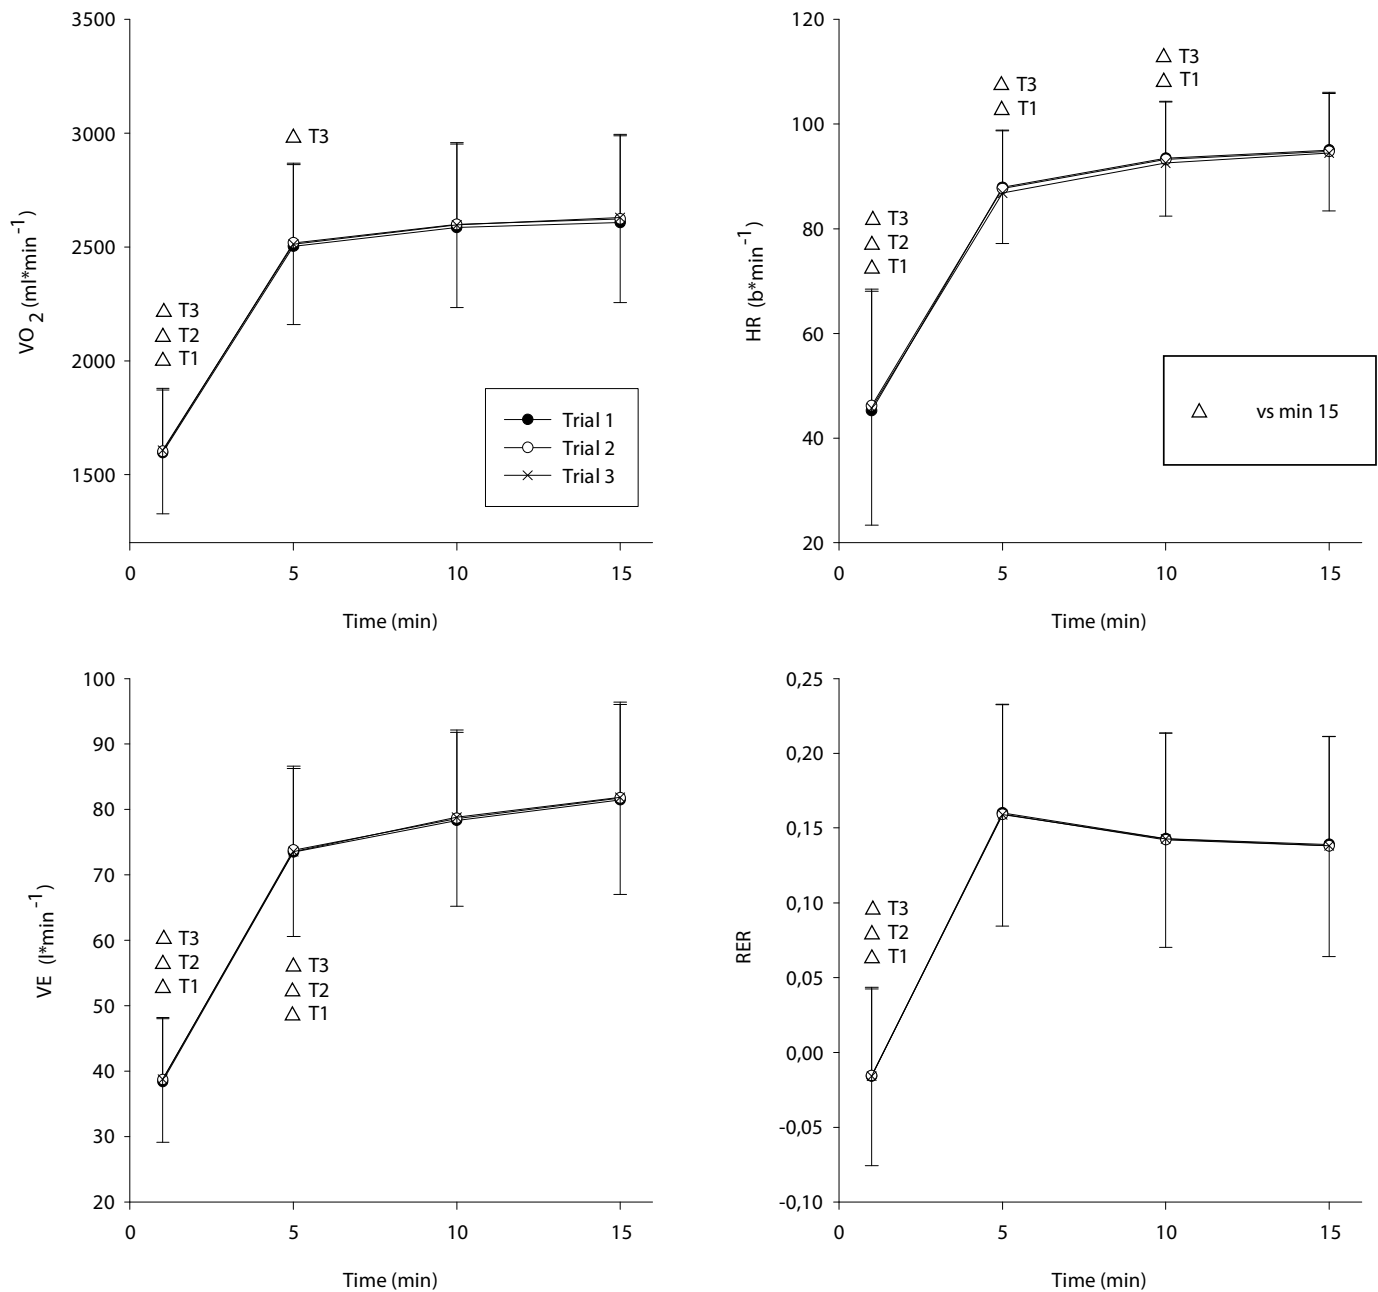 3500
3000
2500
2000
1500
VO 2 (ml*min-1)
△ T3
△ T2
△ T1
△ T3
Trial 1
Trial 2
Trial 3
0 5 10 15
Time (min)
120
100
80
60
40
20
HR (b*min-1)
△ T3
△ T2
△ T1
△ T3
△ T1
△ T3
△ T1
△ vs min 15
0 5 10 15
Time (min)
100
90
80
70
60
50
40
30
20
VE (l*min-1)
△ T3
△ T2
△ T1
△ T3
△ T2
△ T1
0 5 10 15
Time (min)
0,25
0,20
0,15
0,10
0,05
0,00
-0,05
-0,10
RER
△ T3
△ T2
△ T1
0 5 10 15
Time (min)